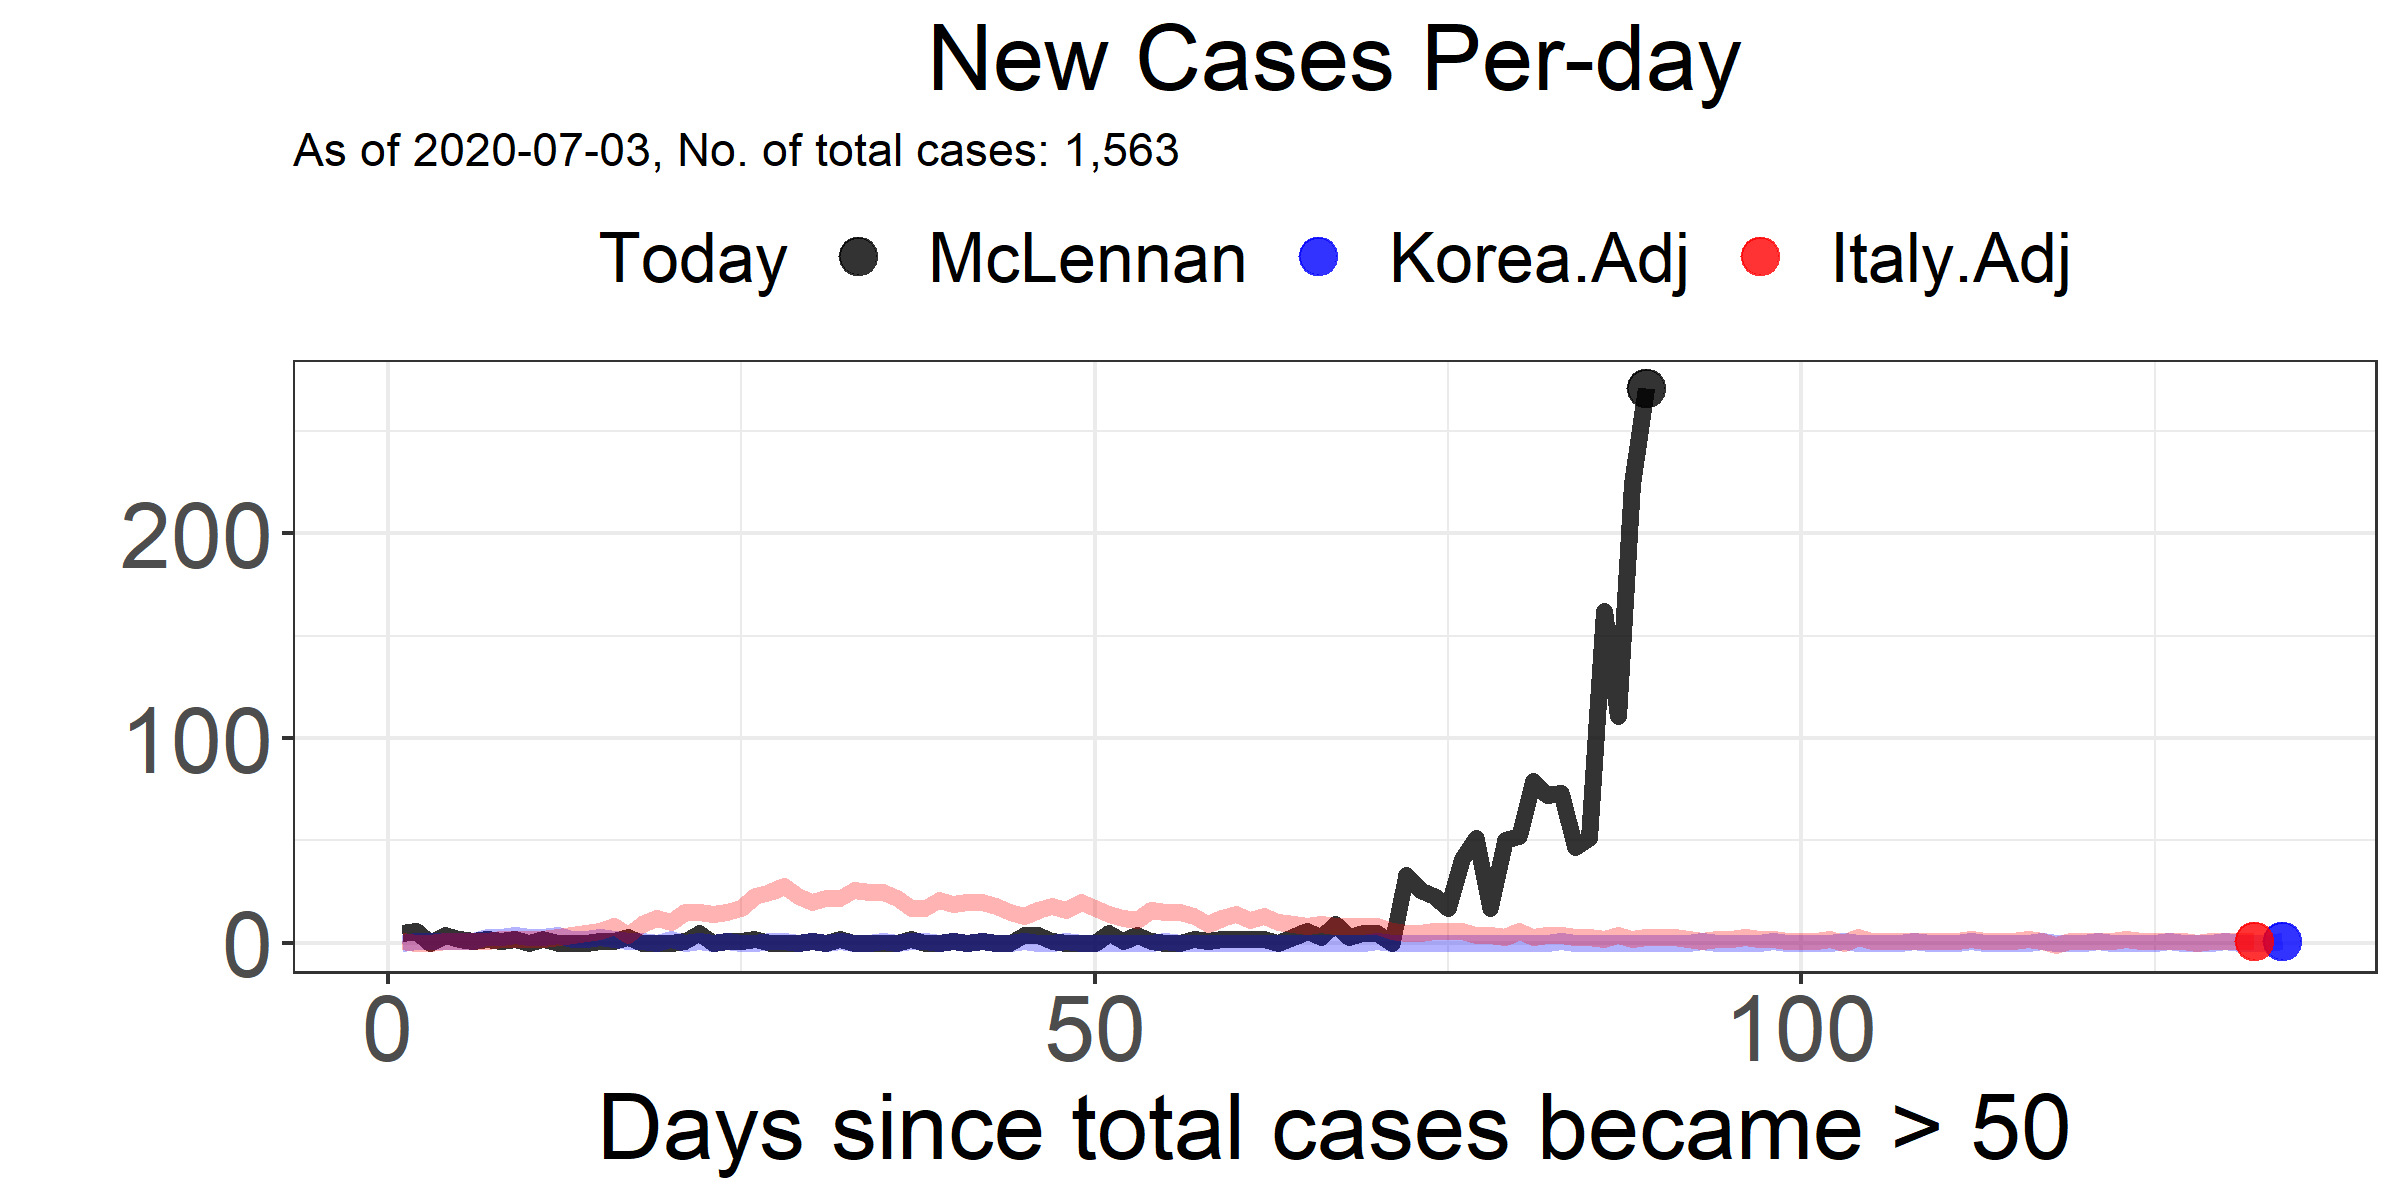 New Cases Per-day
As of 2020-07-03, No. of total cases: 1,563
Today McLennan Korea.Adj Italy.Adj
200
100
0
0 50 100
Days since total cases became > 50